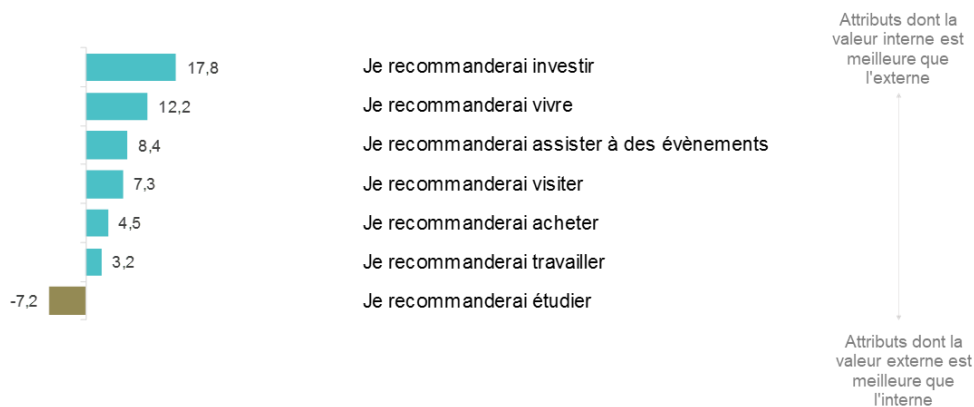 Attributs dont la
valeur interne est
meilleure que
l'externe
17,8 Je recommanderai investir
12,2 Je recommanderai vivre
8,4 Je recommanderai assister à des évènements
7,3 Je recommanderai visiter
4,5 Je recommanderai acheter
3,2 Je recommanderai travailler
-7,2 Je recommanderai étudier
Attributs dont la
valeur externe est
meilleure que
l'interne